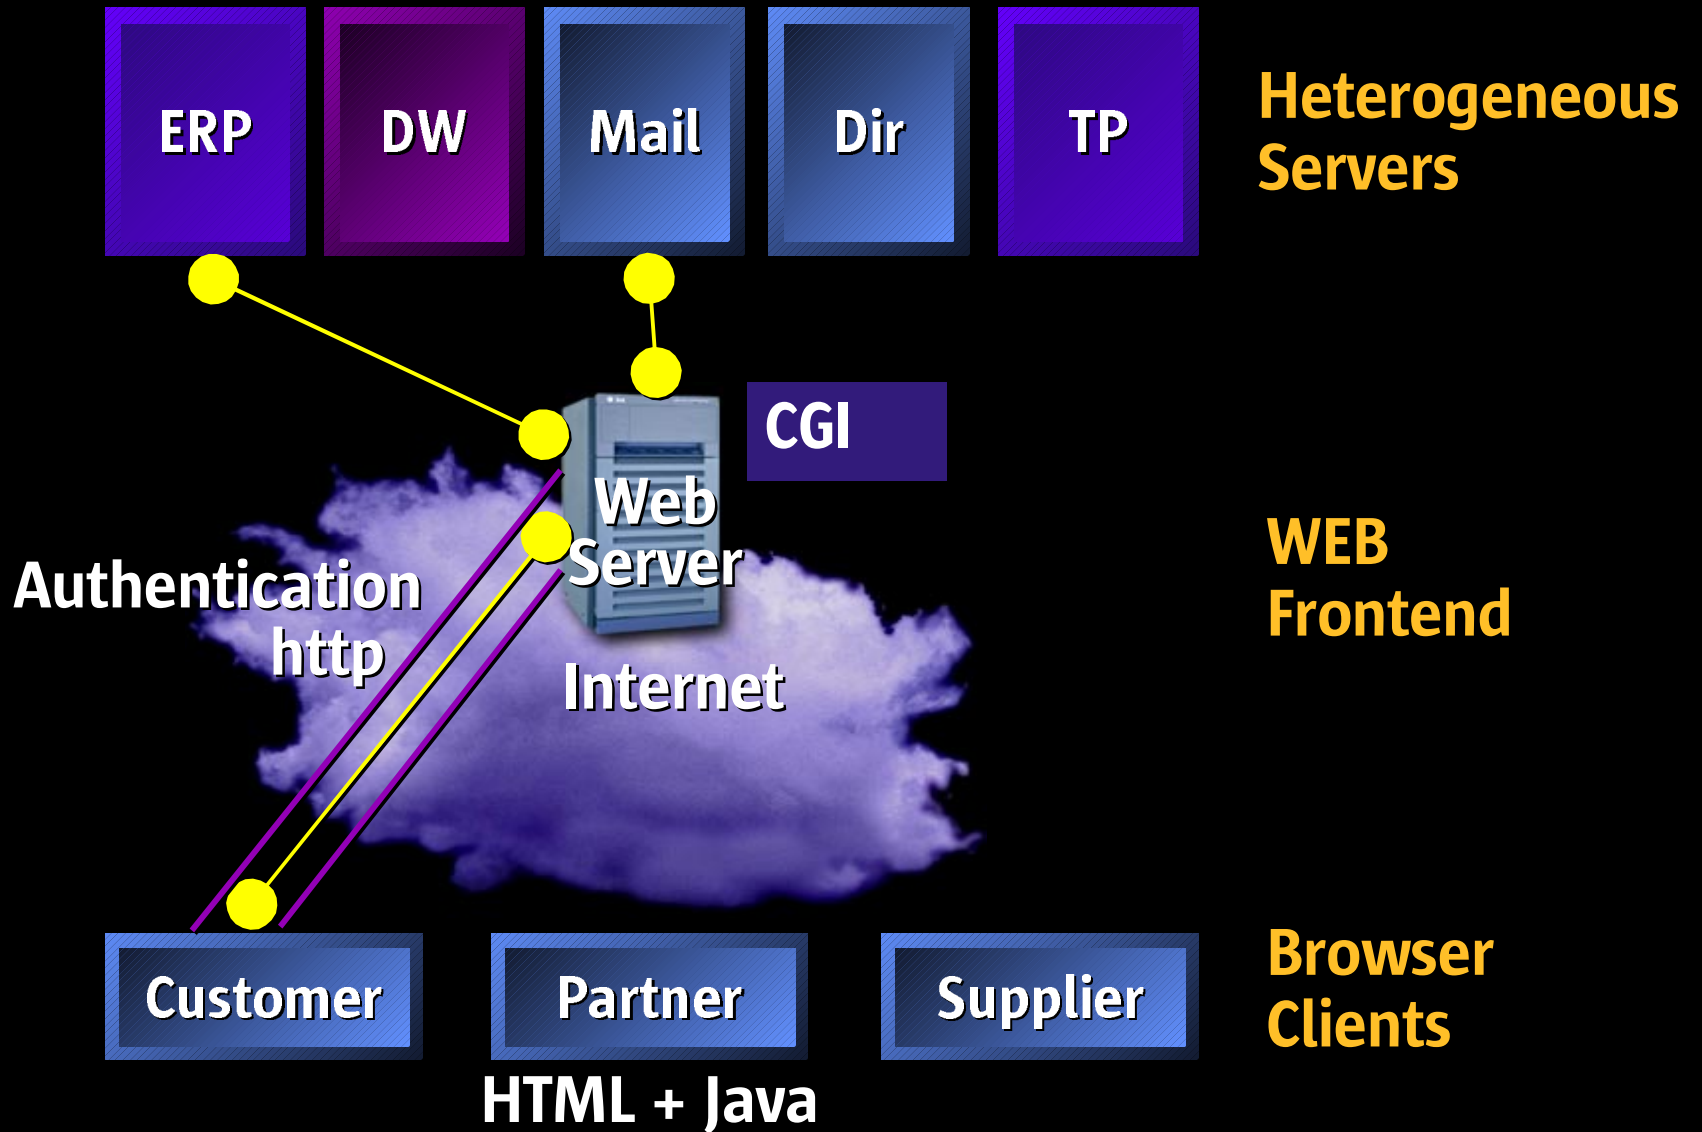 ERP
DW
Mail
Dir
TP
Heterogeneous
Servers
CGI
Web
Server
WEB
Frontend
Authentication
http
Internet
Customer
Partner
Supplier
Browser
Clients
HTML + Java